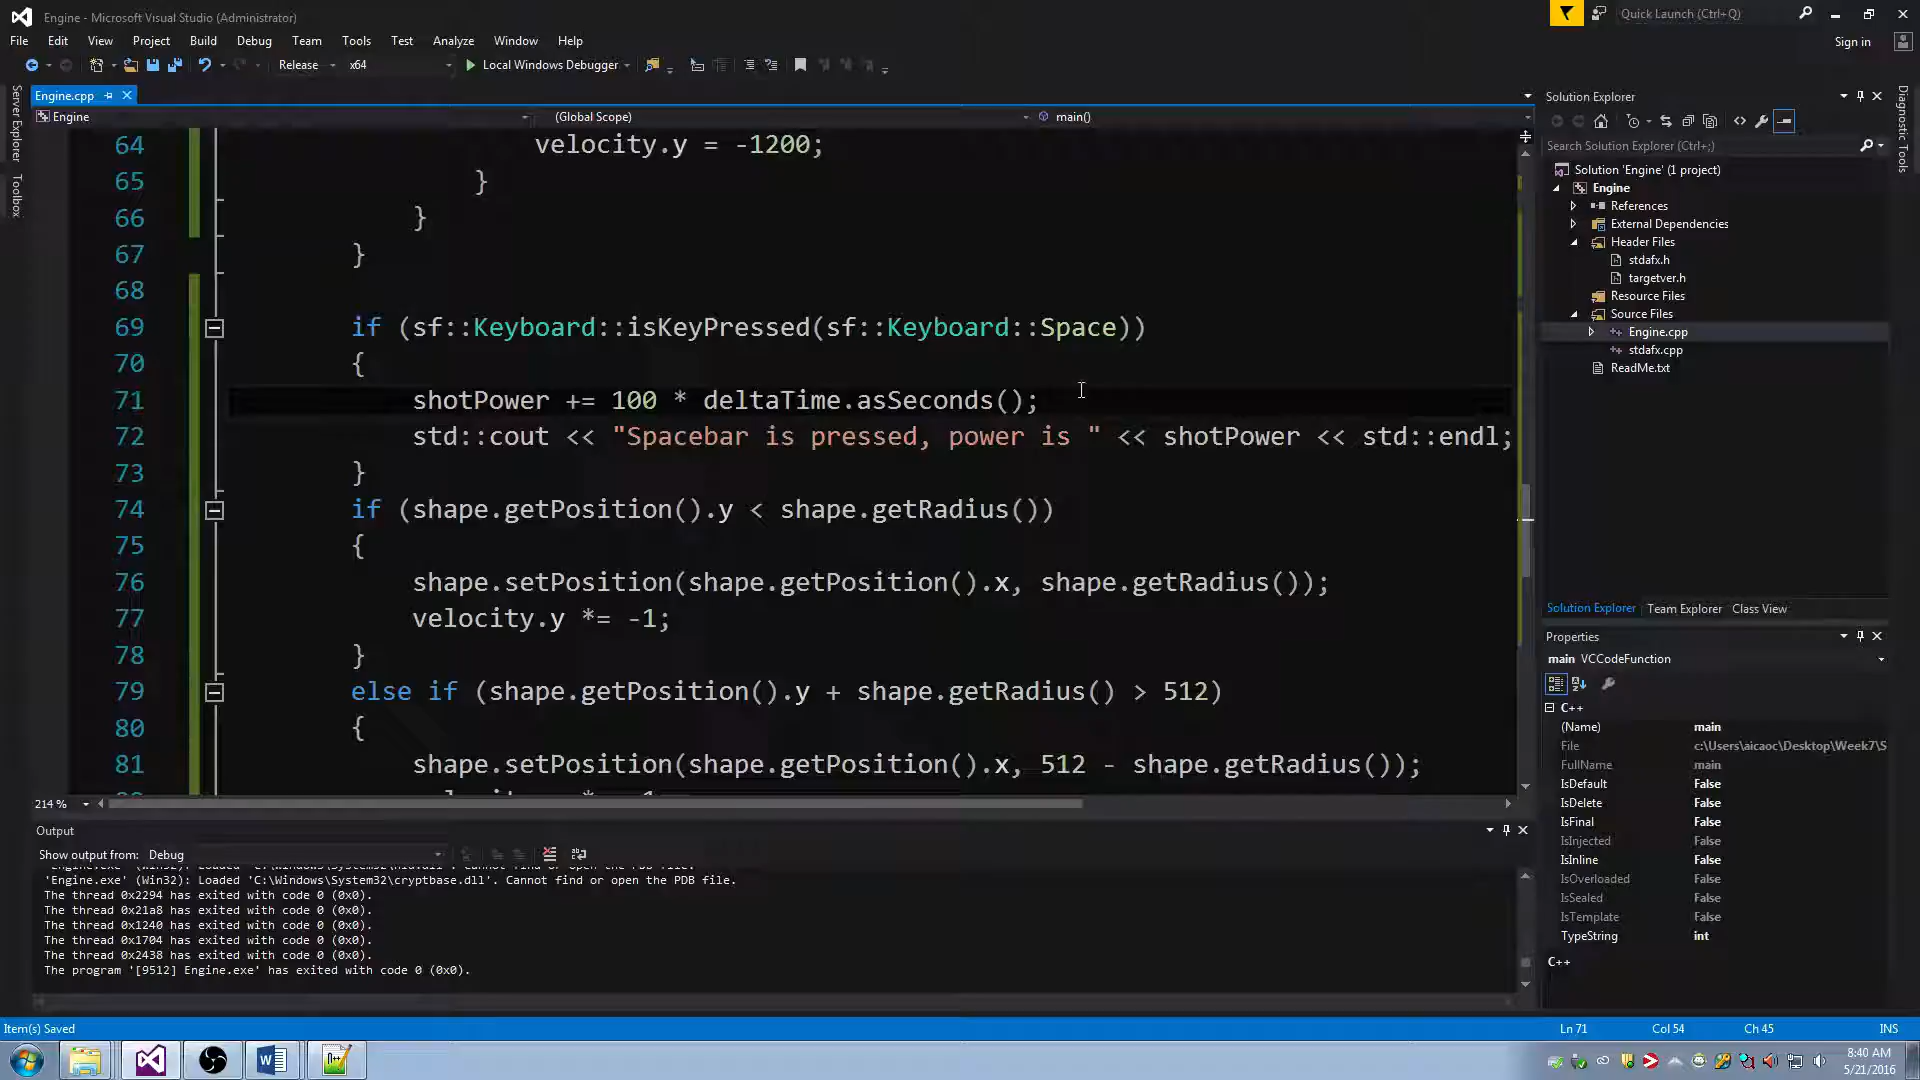 Engine - Microsoft Visual Studio (Administrator)
Quick Launch (Ctrl+Q)
File Edit View Project Build Debug Team Tools Test Analyze Window Help
Sign in
Release x64 Local Windows Debugger
Server Explorer
Toolbox
Engine.cpp
Engine (Global Scope) main()
64 velocity.y = -1200;
65 }
66 }
67 }
68
69 if (sf::Keyboard::isKeyPressed(sf::Keyboard::Space))
70 {
71 shotPower += 100 * deltaTime.asSeconds();
72 std::cout << "Spacebar is pressed, power is " << shotPower << std::endl;
73 }
74 if (shape.getPosition().y < shape.getRadius())
75 {
76 shape.setPosition(shape.getPosition().x, shape.getRadius());
77 velocity.y *= -1;
78 }
79 else if (shape.getPosition().y + shape.getRadius() > 512)
80 {
81 shape.setPosition(shape.getPosition().x, 512 - shape.getRadius());
214 %
Output
Show output from: Debug
'Engine.exe' (Win32): Loaded 'C:\Windows\System32\cryptbase.dll'. Cannot find or open the PDB file.
The thread 0x2294 has exited with code 0 (0x0).
The thread 0x21a8 has exited with code 0 (0x0).
The thread 0x1240 has exited with code 0 (0x0).
The thread 0x1704 has exited with code 0 (0x0).
The thread 0x2438 has exited with code 0 (0x0).
The program '[9512] Engine.exe' has exited with code 0 (0x0).
Solution Explorer
Search Solution Explorer (Ctrl+;)
Solution 'Engine' (1 project)
Engine
References
External Dependencies
Header Files
stdafx.h
targetver.h
Resource Files
Source Files
Engine.cpp
stdafx.cpp
ReadMe.txt
Diagnostic Tools
Solution Explorer Team Explorer Class View
Properties
main VCCodeFunction
C++
(Name) main
File c:\Users\aicaoc\Desktop\Week7\S
FullName main
IsDefault False
IsDelete False
IsFinal False
IsInjected False
IsInline False
IsOverloaded False
IsSealed False
IsTemplate False
TypeString int
C++
Item(s) Saved
Ln 71 Col 54 Ch 45 INS
8:40 AM
5/21/2016